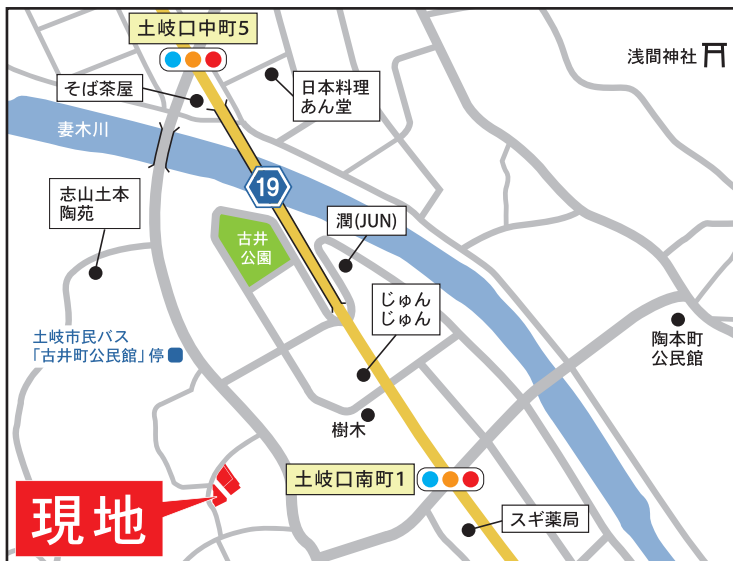 土岐口中町5
浅間神社
そば茶屋
日本料理
あん堂
妻木川
19
志山土本
陶苑
潤(JUN)
古井
公園
じゅん
じゅん
土岐市民バス
「古井町公民館」停
陶本町
公民館
樹木
土岐口南町1
現地
スギ薬局